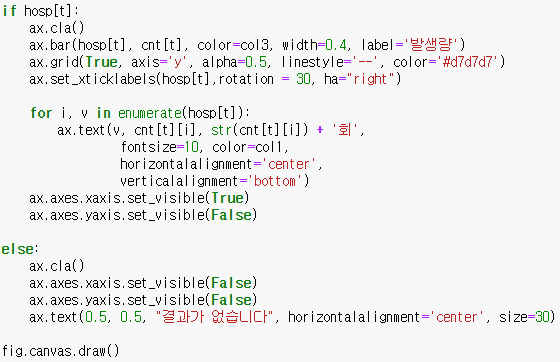 if hosp[t]:
    ax.cla()
    ax.bar(hosp[t], cnt[t], color=col3, width=0.4, label='발생량')
    ax.grid(True, axis='y', alpha=0.5, linestyle='--', color='#d7d7d7')
    ax.set_xticklabels(hosp[t],rotation = 30, ha="right")

    for i, v in enumerate(hosp[t]):
        ax.text(v, cnt[t][i], str(cnt[t][i]) + '회',
                fontsize=10, color=col1,
                horizontalalignment='center',
                verticalalignment='bottom')
    ax.axes.xaxis.set_visible(True)
    ax.axes.yaxis.set_visible(False)

else:
    ax.cla()
    ax.axes.xaxis.set_visible(False)
    ax.axes.yaxis.set_visible(False)
    ax.text(0.5, 0.5, "결과가 없습니다", horizontalalignment='center', size=30)

fig.canvas.draw()